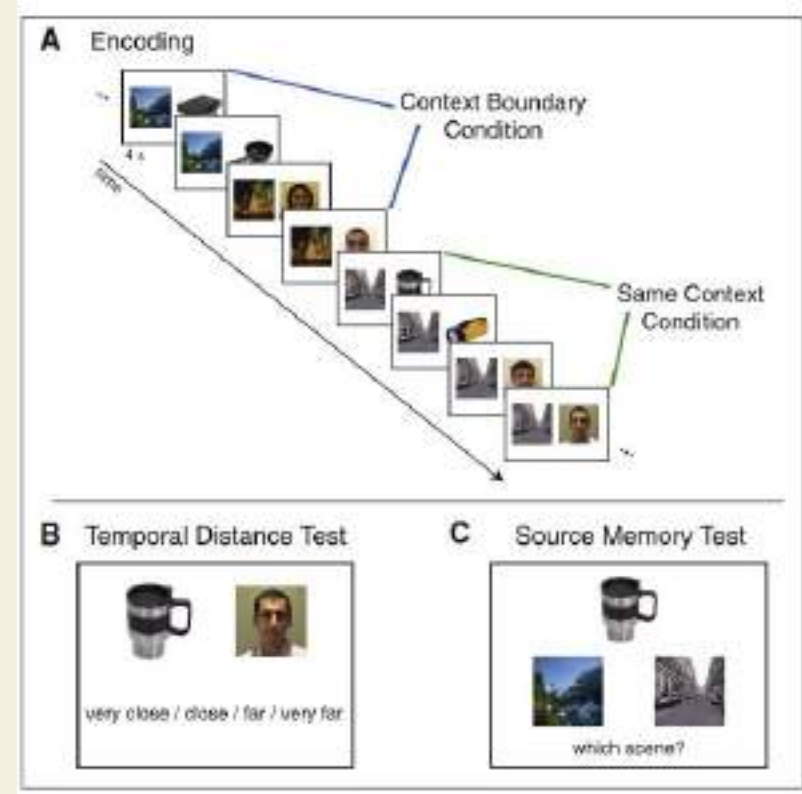 A Encoding
Context Boundary
Condition
4 s
time
Same Context
Condition
B Temporal Distance Test
very close / close / far / very far
C Source Memory Test
which scene?